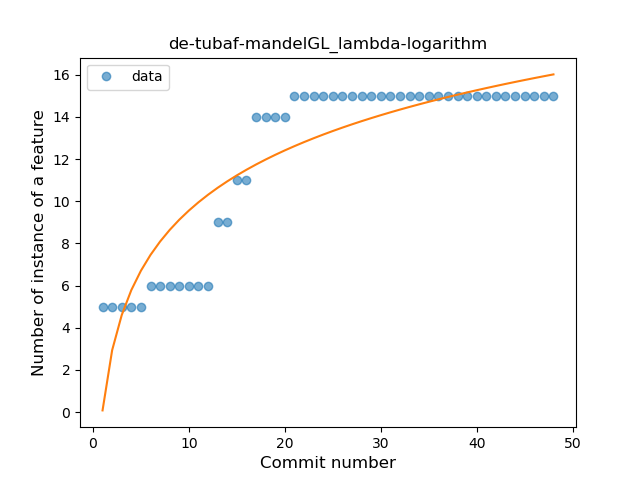 de-tubaf-mandelGL_lambda-logarithm
data
Number of instance of a feature
16
14
12
10
8
6
4
2
0
0 10 20 30 40 50
Commit number